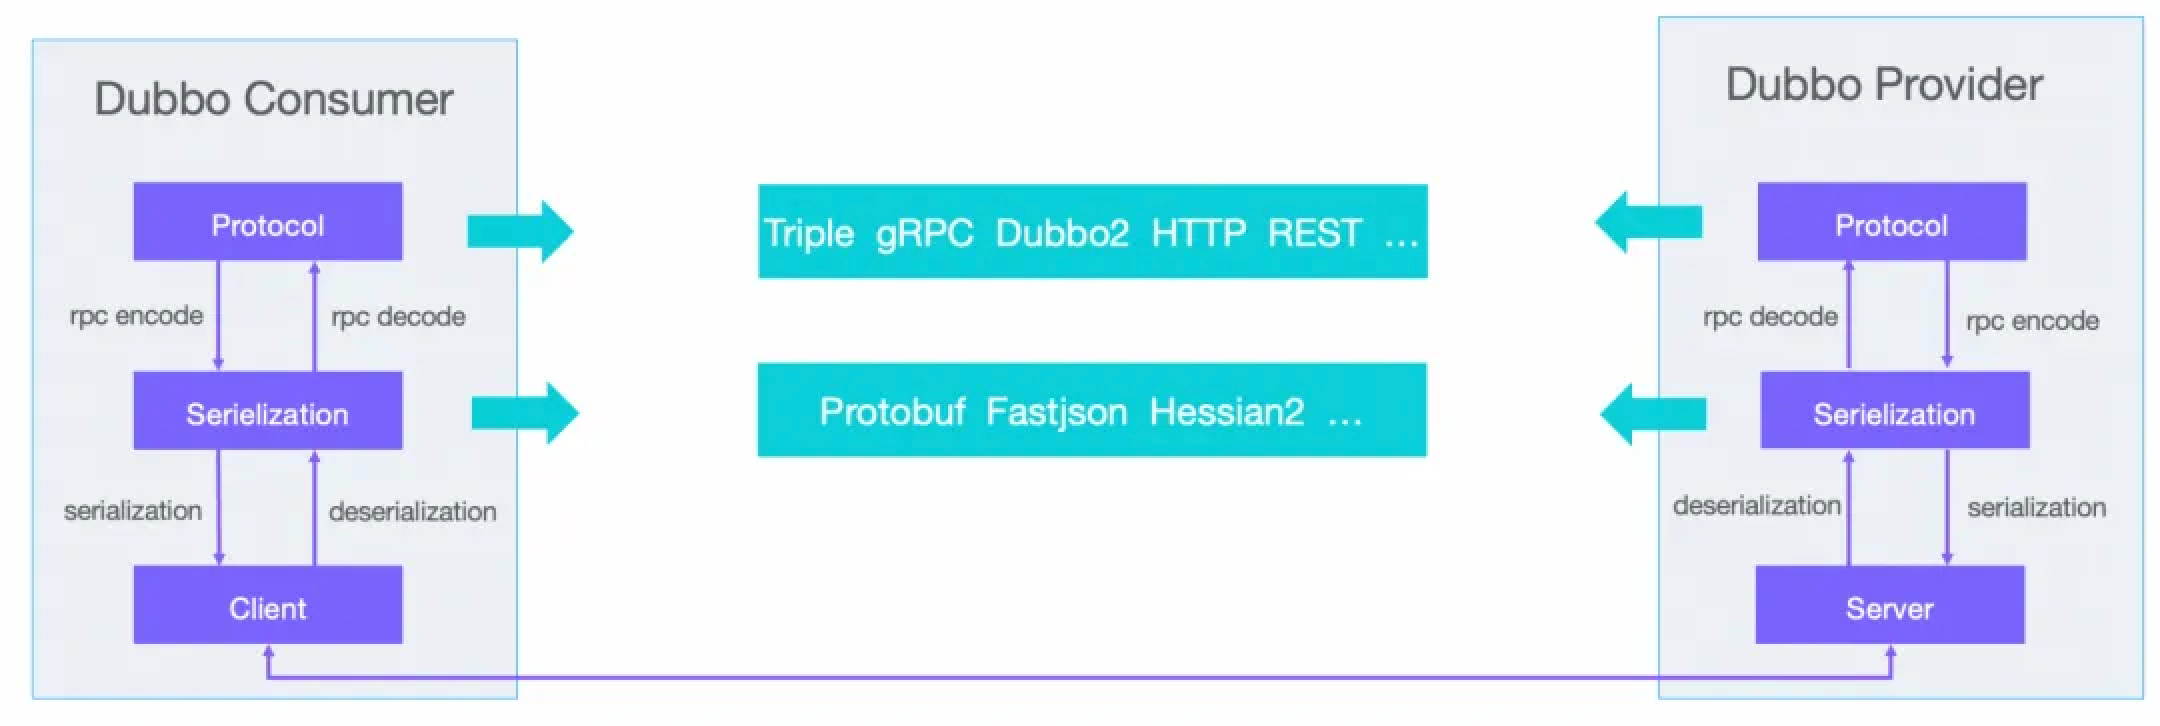 Dubbo Consumer
Protocol
rpc encode
rpc decode
Serielization
serialization
deserialization
Client
Triple gRPC Dubbo2 HTTP REST ...
Protobuf Fastjson Hessian2 ...
Dubbo Provider
Protocol
rpc decode
rpc encode
Serielization
deserialization
serialization
Server